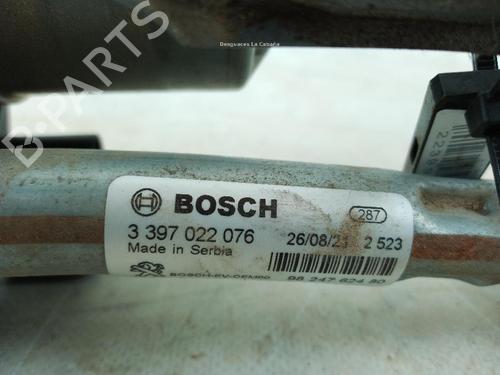 Desguaces La Cabaña
BOSCH
287
3 397 022 076
26/08/21 2 523
Made in Serbia
98 247 624 80
B-PARTS